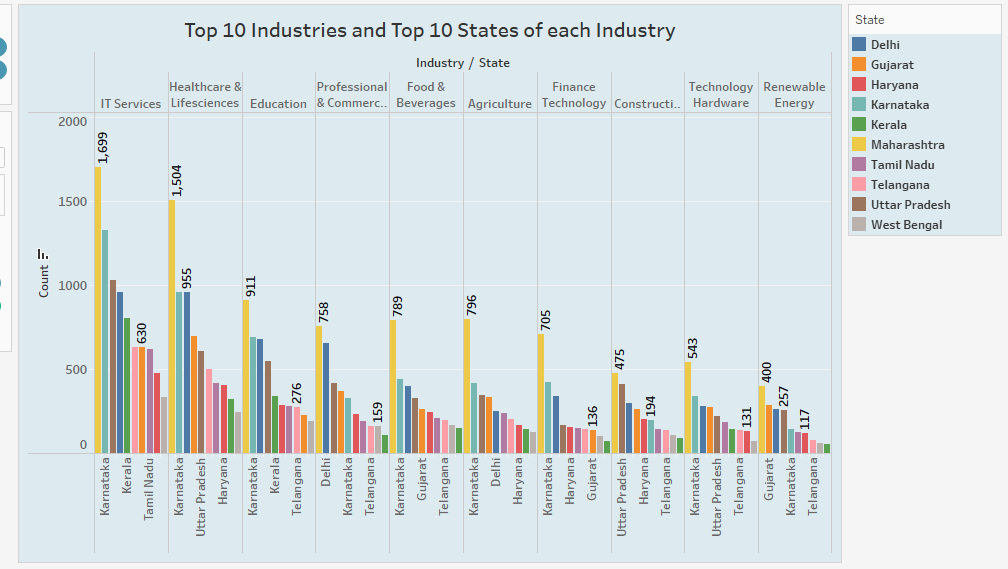 Top 10 Industries and Top 10 States of each Industry
Industry / State
IT Services
Healthcare &
Lifesciences
Education
Professional
& Commerc..
Food &
Beverages
Agriculture
Finance
Technology
Constructi..
Technology
Hardware
Renewable
Energy
Count
2000
1500
1000
500
0
1,699
630
1,504
955
911
276
758
159
789
796
705
136
475
194
543
131
400
257
117
Karnataka
Kerala
Tamil Nadu
Karnataka
Uttar Pradesh
Haryana
Karnataka
Kerala
Telangana
Delhi
Karnataka
Telangana
Karnataka
Gujarat
Telangana
Karnataka
Delhi
Haryana
Karnataka
Haryana
Gujarat
Uttar Pradesh
Haryana
Telangana
Karnataka
Uttar Pradesh
Telangana
Gujarat
Karnataka
Telangana
State
Delhi
Gujarat
Haryana
Karnataka
Kerala
Maharashtra
Tamil Nadu
Telangana
Uttar Pradesh
West Bengal